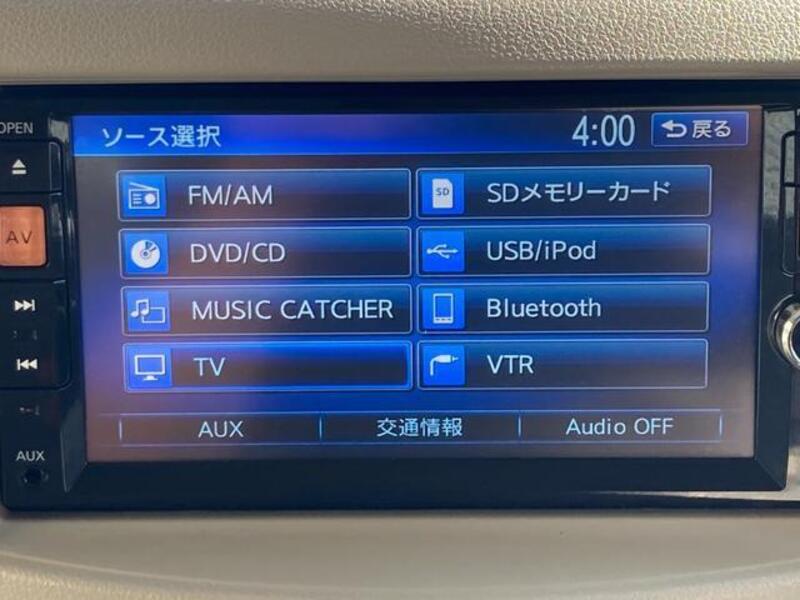 OPEN
ソース選択 4:00 戻る
AV
FM/AM SD SDメモリーカード
DVD/CD USB/iPod
MUSIC CATCHER Bluetooth
TV VTR
AUX 交通情報 Audio OFF
AUX